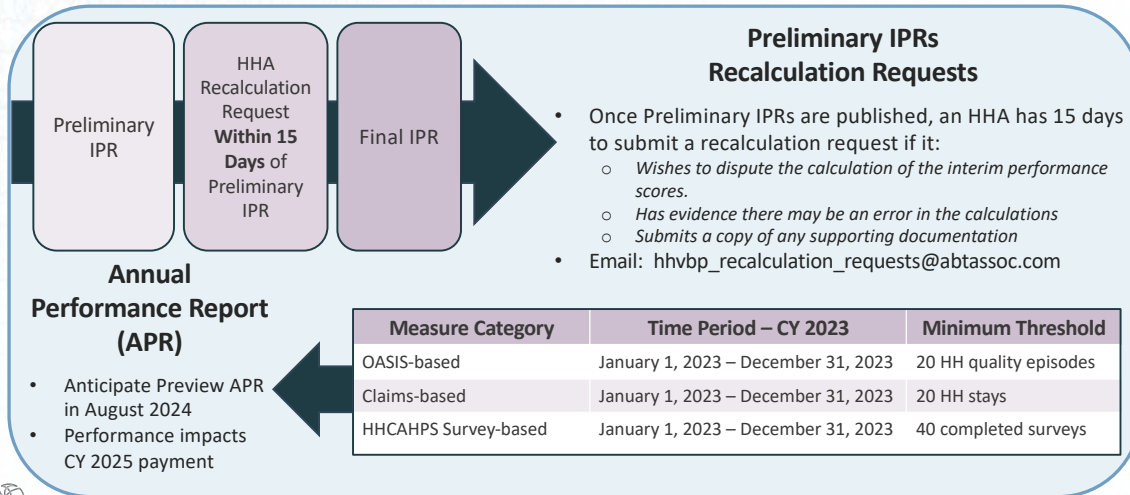 Preliminary
IPR
HHA
Recalculation
Request
Within 15
Days of
Preliminary
IPR
Final IPR
Preliminary IPRs
Recalculation Requests
• Once Preliminary IPRs are published, an HHA has 15 days
to submit a recalculation request if it:
o Wishes to dispute the calculation of the interim performance
scores.
o Has evidence there may be an error in the calculations
o Submits a copy of any supporting documentation
• Email: hhvbp_recalculation_requests@abtassoc.com
Annual
Performance Report
(APR)
• Anticipate Preview APR
in August 2024
• Performance impacts
CY 2025 payment
Measure Category Time Period – CY 2023 Minimum Threshold
OASIS-based January 1, 2023 – December 31, 2023 20 HH quality episodes
Claims-based January 1, 2023 – December 31, 2023 20 HH stays
HHCAHPS Survey-based January 1, 2023 – December 31, 2023 40 completed surveys